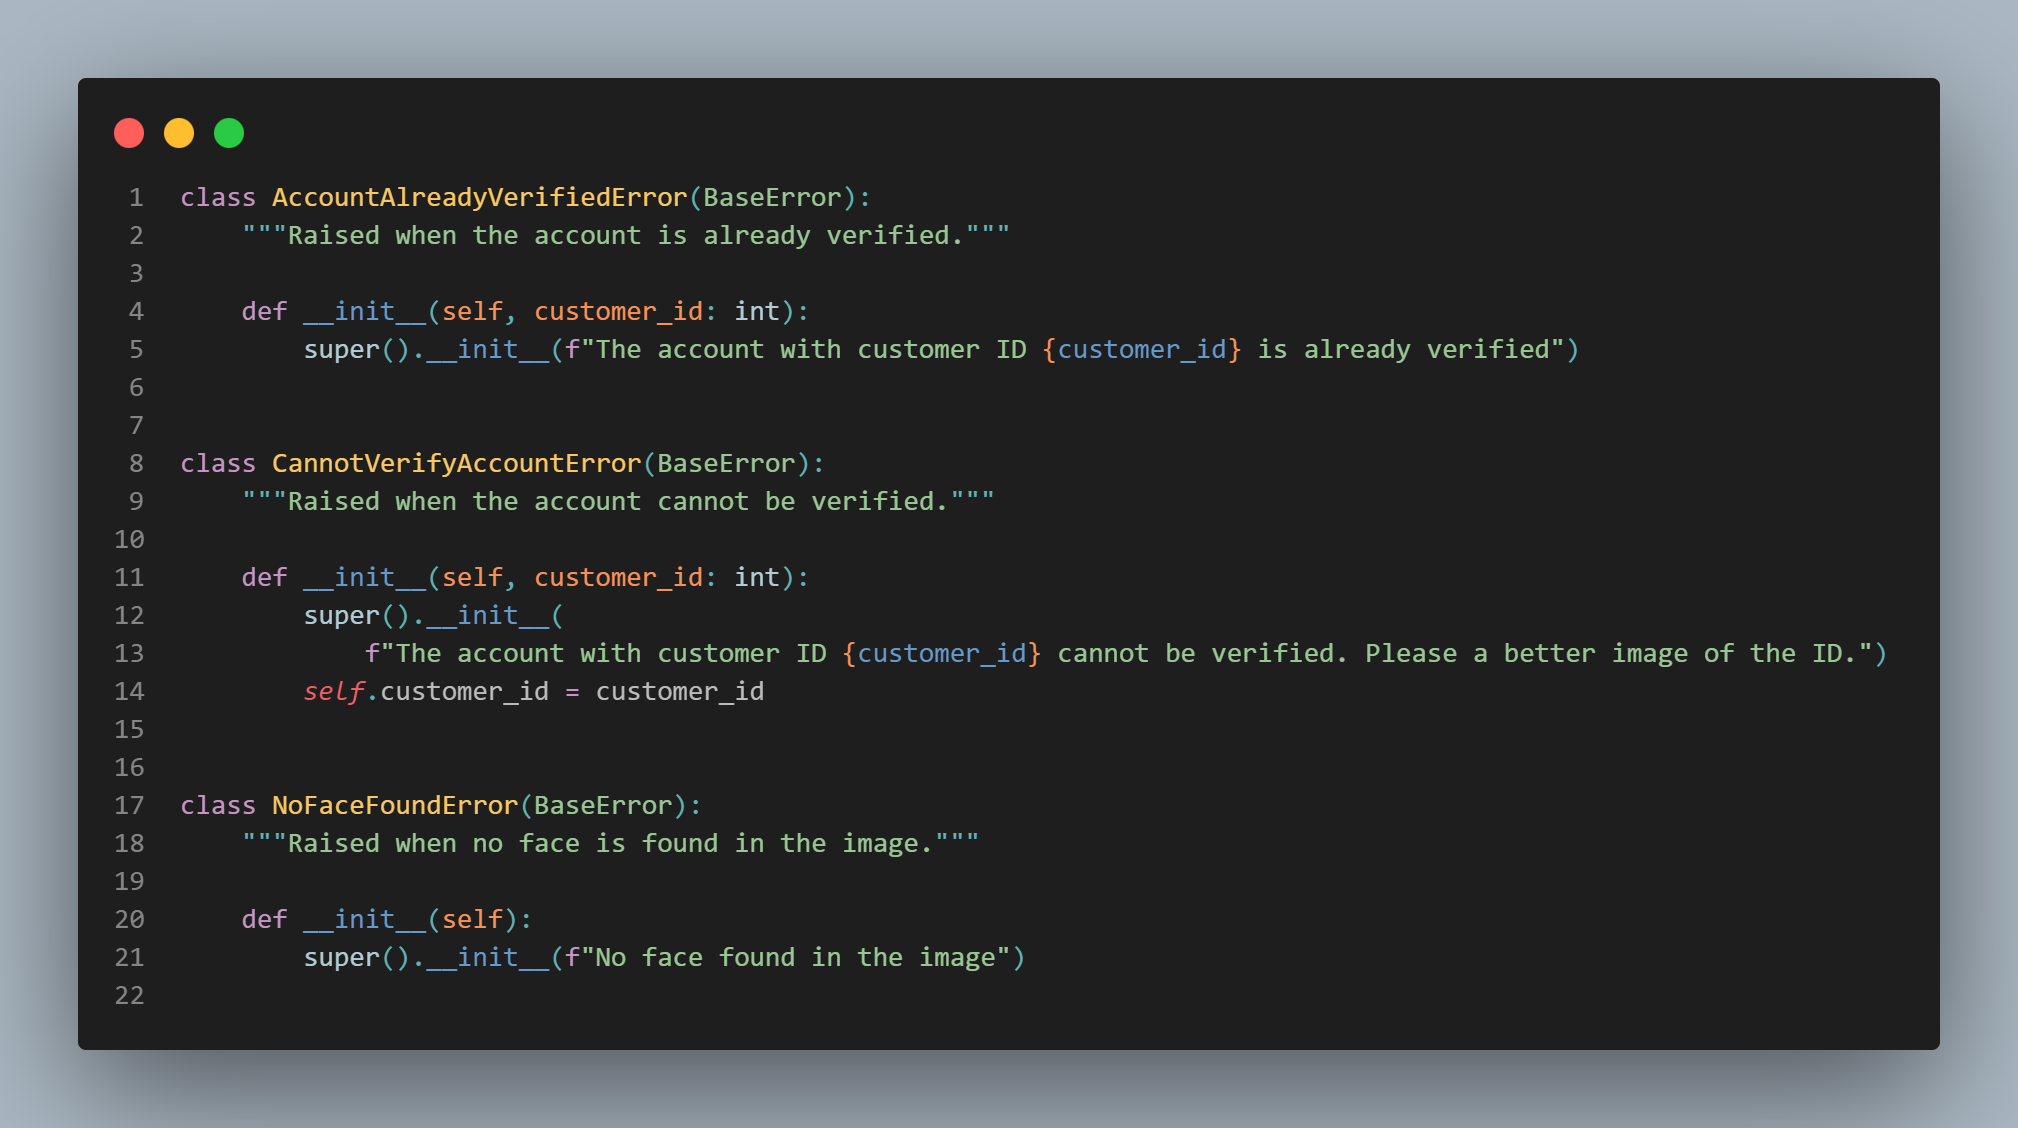 1 class AccountAlreadyVerifiedError(BaseError):
2     """Raised when the account is already verified."""
3
4     def __init__(self, customer_id: int):
5         super().__init__(f"The account with customer ID {customer_id} is already verified")
6
7
8 class CannotVerifyAccountError(BaseError):
9     """Raised when the account cannot be verified."""
10
11     def __init__(self, customer_id: int):
12         super().__init__(
13             f"The account with customer ID {customer_id} cannot be verified. Please a better image of the ID.")
14         self.customer_id = customer_id
15
16
17 class NoFaceFoundError(BaseError):
18     """Raised when no face is found in the image."""
19
20     def __init__(self):
21         super().__init__(f"No face found in the image")
22